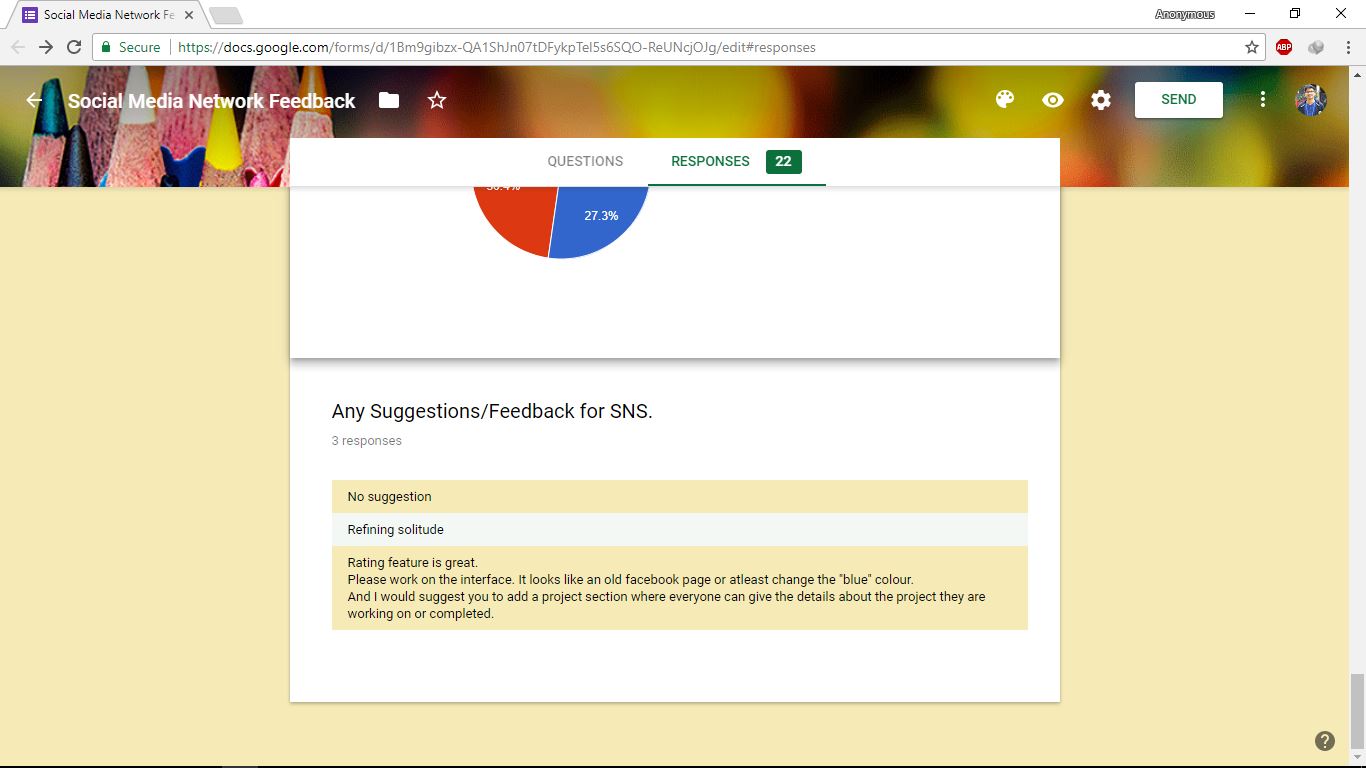 Social Media Network Fe
Anonymous
Secure
https://docs.google.com/forms/d/1Bm9gibzx-QA1ShJn07tDFykpTeI5s6SQO-ReUNcjOJg/edit#responses
ABP
Social Media Network Feedback
SEND
QUESTIONS
RESPONSES 22
27.3%
Any Suggestions/Feedback for SNS.
3 responses
No suggestion
Refining solitude
Rating feature is great.
Please work on the interface. It looks like an old facebook page or atleast change the "blue" colour.
And I would suggest you to add a project section where everyone can give the details about the project they are
working on or completed.